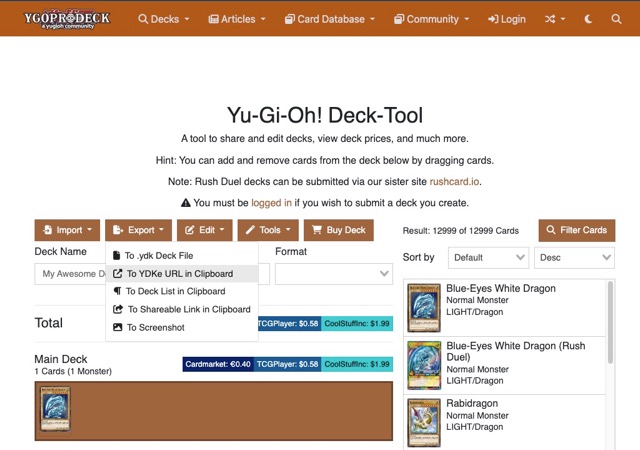 YGOPRODECK
a yugioh community
Decks
Articles
Card Database
Community
Login
Yu-Gi-Oh! Deck-Tool
A tool to share and edit decks, view deck prices, and much more.
Hint: You can add and remove cards from the deck below by dragging cards.
Note: Rush Duel decks can be submitted via our sister site rushcard.io.
You must be logged in if you wish to submit a deck you create.
Import
Export
Edit
Tools
Buy Deck
Result: 12999 of 12999 Cards
Filter Cards
Deck Name
To .ydk Deck File
Format
Sort by
Default
Desc
My Awesome
To YDKe URL in Clipboard
To Deck List in Clipboard
To Shareable Link in Clipboard
To Screenshot
Total
TCGPlayer: $0.58
CoolStuffInc: $1.99
Main Deck
1 Cards (1 Monster)
Cardmarket: €0.40
TCGPlayer: $0.58
CoolStuffInc: $1.99
Blue-Eyes White Dragon
Normal Monster
LIGHT/Dragon
Blue-Eyes White Dragon (Rush
Duel)
Normal Monster
LIGHT/Dragon
Rabidragon
Normal Monster
LIGHT/Dragon